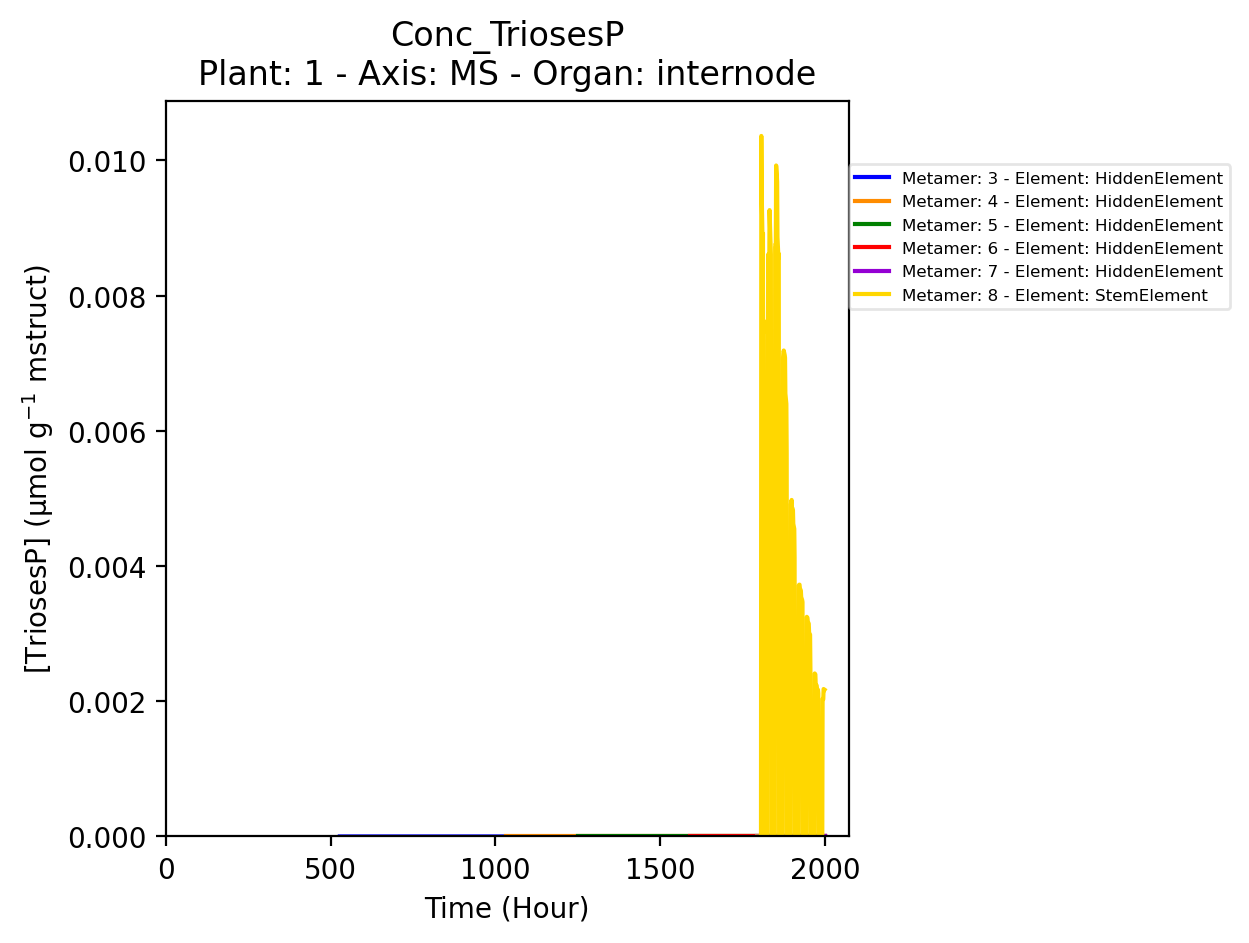 Conc_TriosesP
Plant: 1 - Axis: MS - Organ: internode
[TriosesP] (µmol g⁻¹ mstruct)
0.010
0.008
0.006
0.004
0.002
0.000
0
500
1000
1500
2000
Time (Hour)
Metamer: 3 - Element: HiddenElement
Metamer: 4 - Element: HiddenElement
Metamer: 5 - Element: HiddenElement
Metamer: 6 - Element: HiddenElement
Metamer: 7 - Element: HiddenElement
Metamer: 8 - Element: StemElement